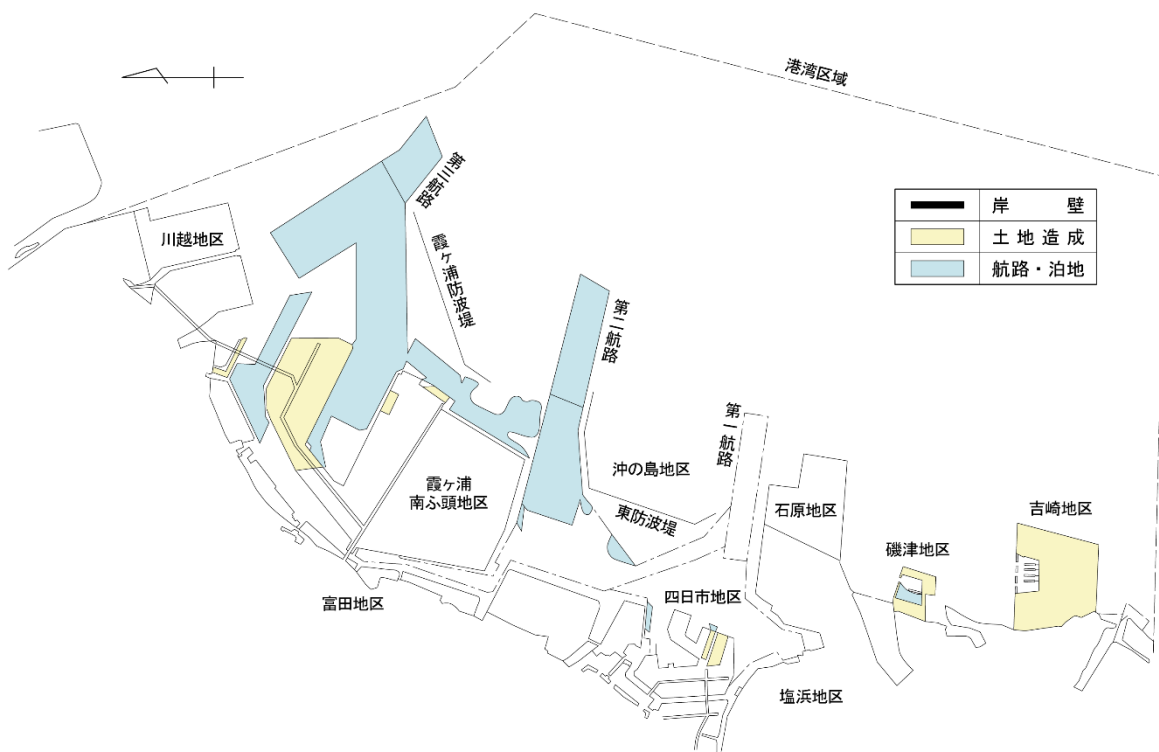 港湾区域
第三航路
川越地区
霞ヶ浦防波堤
岸　　壁
土地造成
航路・泊地
第二航路
第一航路
沖の島地区
霞ヶ浦
南ふ頭地区
石原地区
吉崎地区
東防波堤
磯津地区
富田地区
四日市地区
塩浜地区